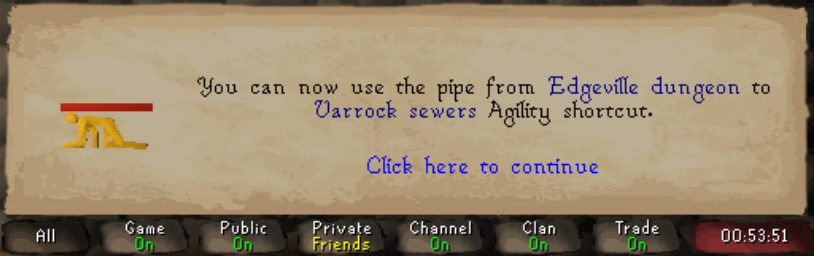 You can now use the pipe from Edgeville dungeon to
Varrock sewers Agility shortcut.
Click here to continue
All
Game
On
Public
On
Private
Friends
Channel
On
Clan
On
Trade
On
00:53:51